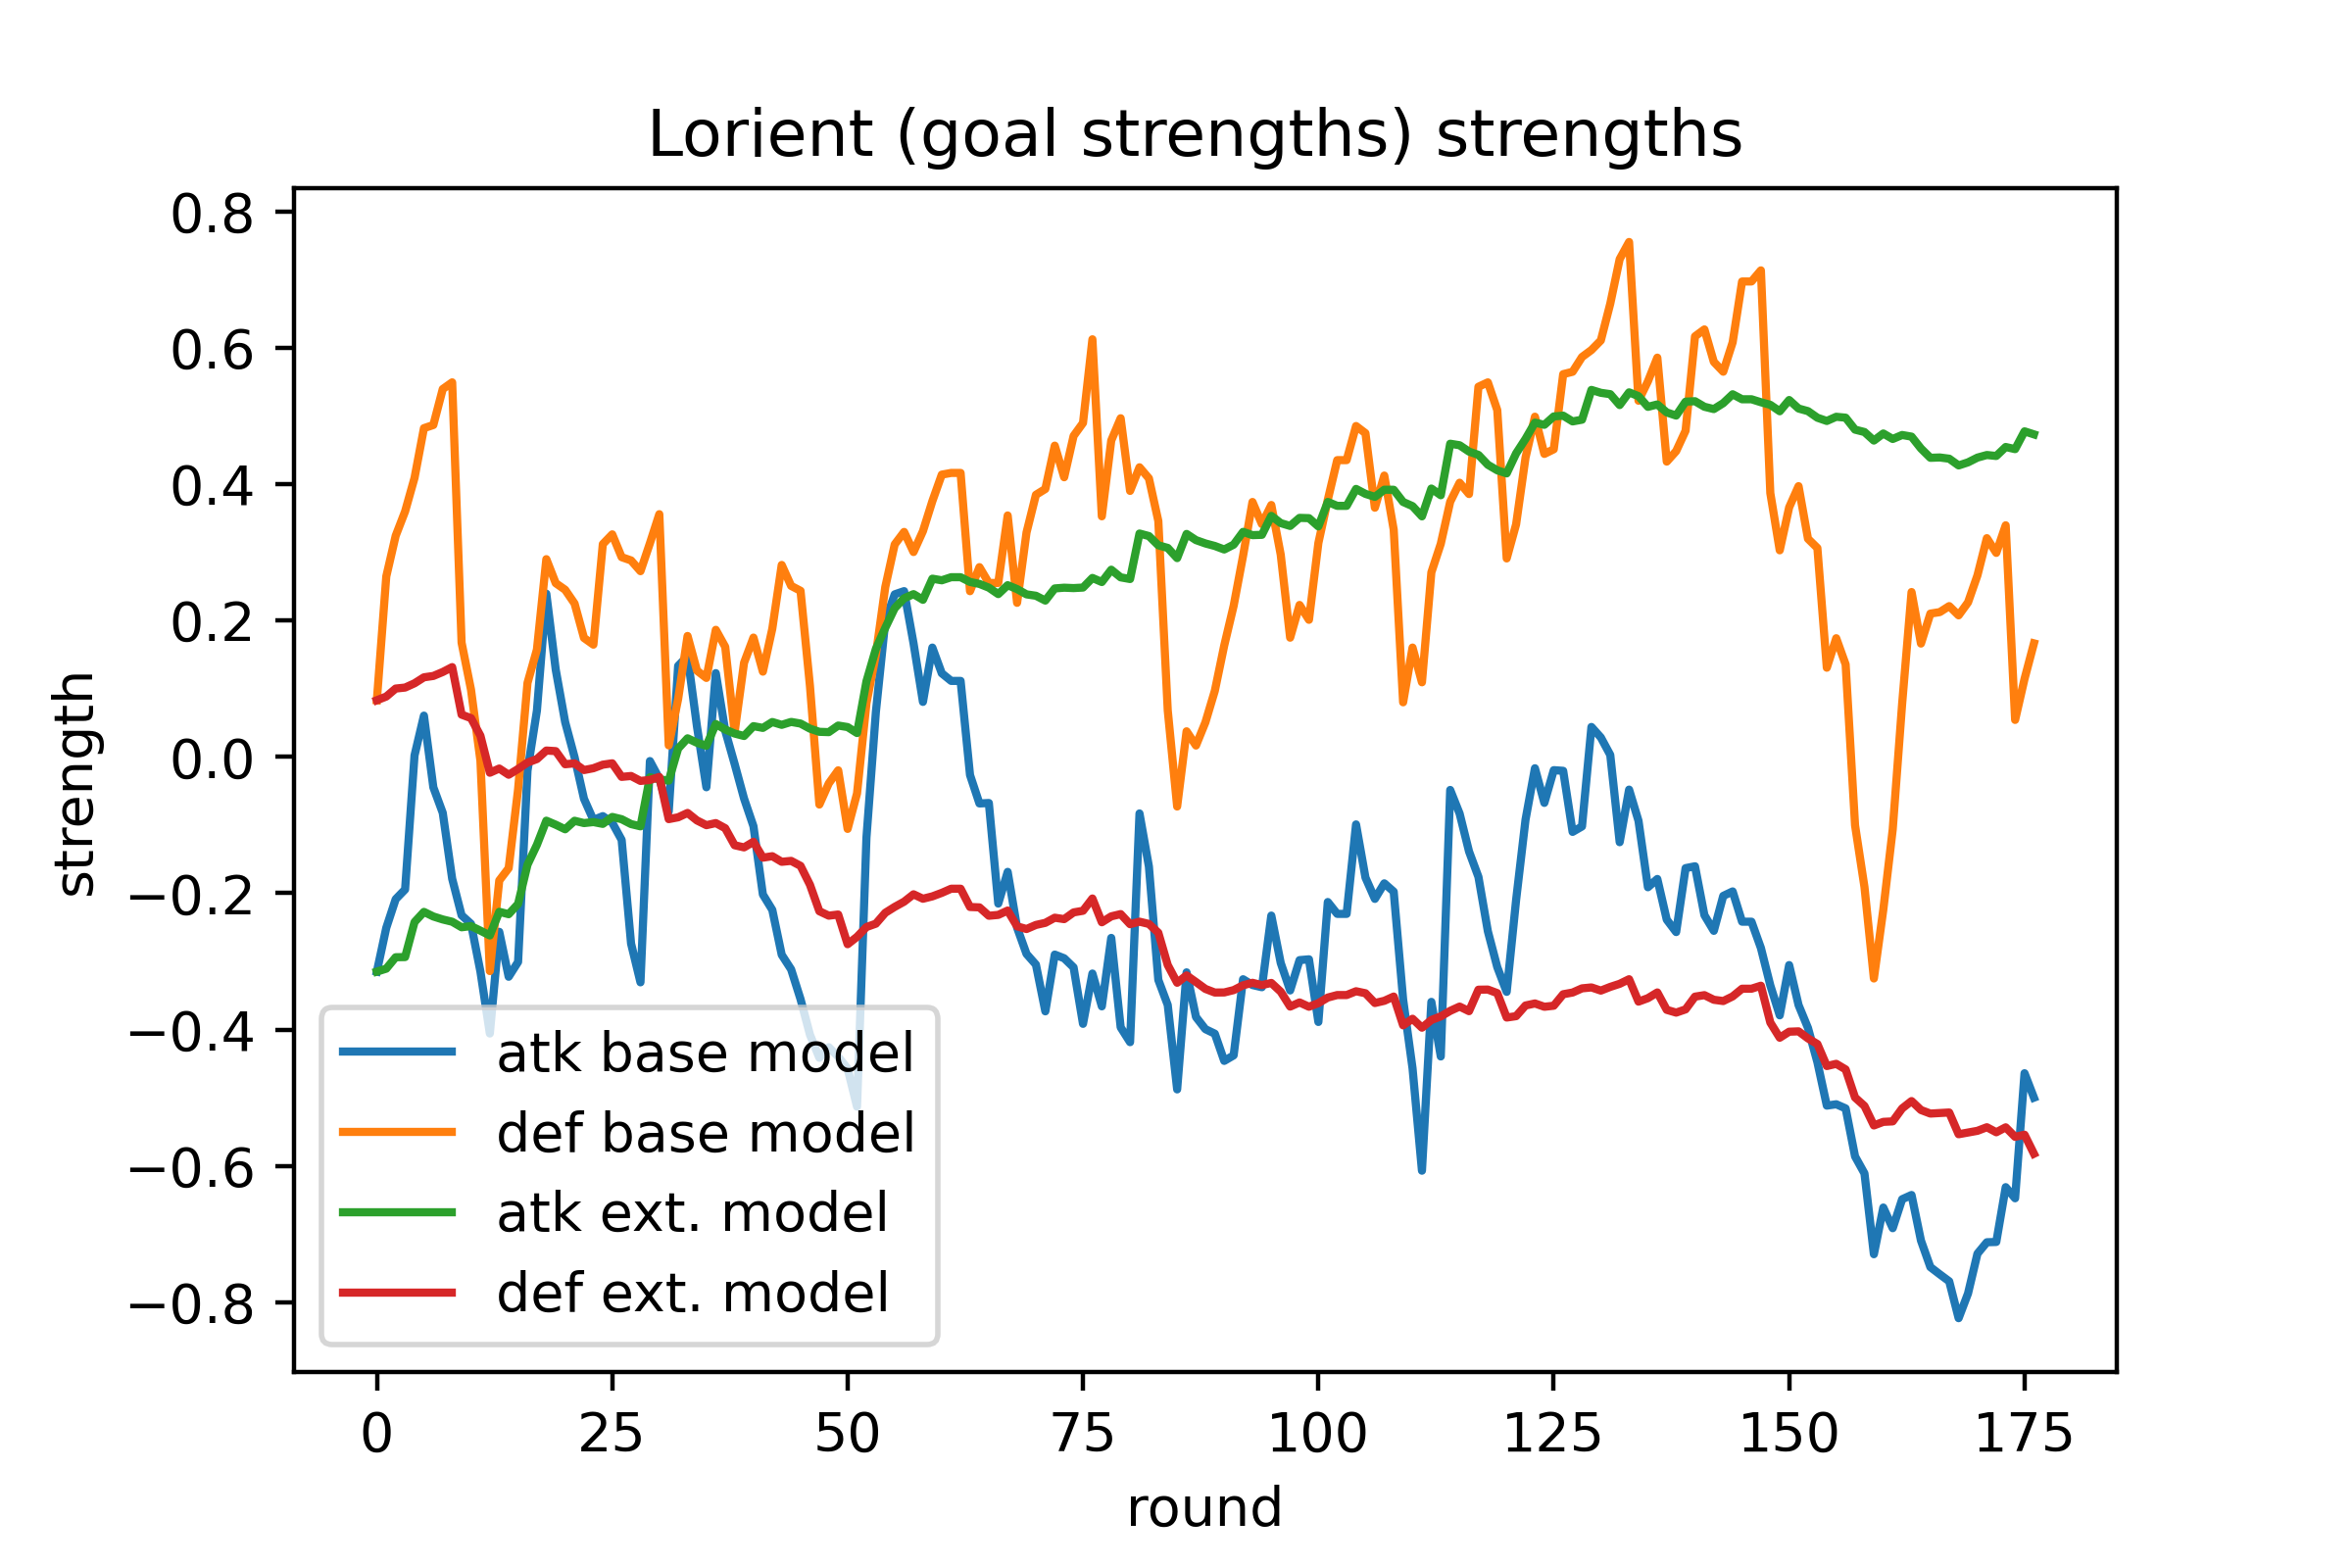 Lorient (goal strengths) strengths
0.8
0.6
0.4
0.2
0.0
−0.2
−0.4
−0.6
−0.8
strength
atk base model
def base model
atk ext. model
def ext. model
0 25 50 75 100 125 150 175
round